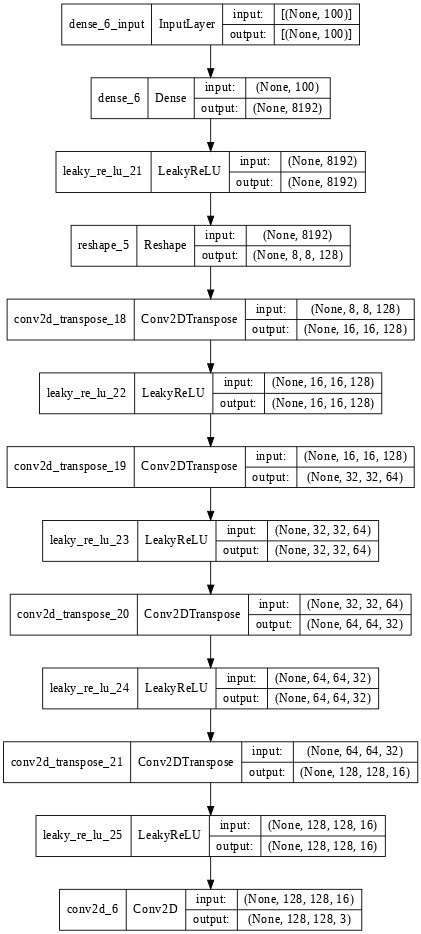 dense_6_input InputLayer input: [(None, 100)]
output: [(None, 100)]
dense_6 Dense input: (None, 100)
output: (None, 8192)
leaky_re_lu_21 LeakyReLU input: (None, 8192)
output: (None, 8192)
reshape_5 Reshape input: (None, 8192)
output: (None, 8, 8, 128)
conv2d_transpose_18 Conv2DTranspose input: (None, 8, 8, 128)
output: (None, 16, 16, 128)
leaky_re_lu_22 LeakyReLU input: (None, 16, 16, 128)
output: (None, 16, 16, 128)
conv2d_transpose_19 Conv2DTranspose input: (None, 16, 16, 128)
output: (None, 32, 32, 64)
leaky_re_lu_23 LeakyReLU input: (None, 32, 32, 64)
output: (None, 32, 32, 64)
conv2d_transpose_20 Conv2DTranspose input: (None, 32, 32, 64)
output: (None, 64, 64, 32)
leaky_re_lu_24 LeakyReLU input: (None, 64, 64, 32)
output: (None, 64, 64, 32)
conv2d_transpose_21 Conv2DTranspose input: (None, 64, 64, 32)
output: (None, 128, 128, 16)
leaky_re_lu_25 LeakyReLU input: (None, 128, 128, 16)
output: (None, 128, 128, 16)
conv2d_6 Conv2D input: (None, 128, 128, 16)
output: (None, 128, 128, 3)